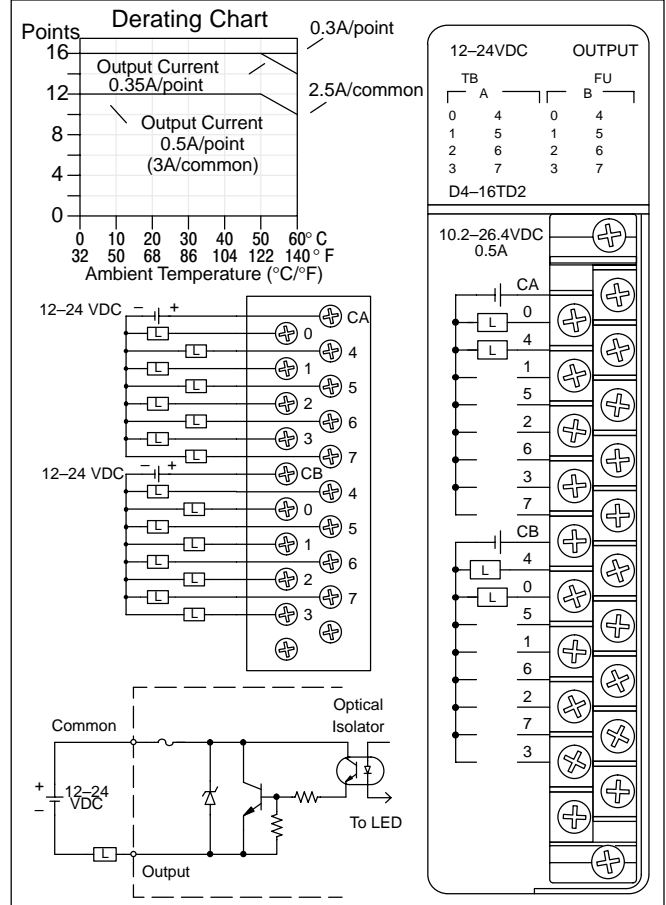 Derating Chart
Points
16
12
8
4
0
Output Current
0.35A/point
Output Current
0.5A/point
(3A/common)
0.3A/point
2.5A/common
0 10 20 30 40 50 60°C
32 50 68 86 104 122 140°F
Ambient Temperature (°C/°F)
12–24 VDC – +
CA
L 0
L 4
L 1
L 5
L 2
L 6
L 3
L 7
12–24 VDC – +
CB
L 4
L 0
L 5
L 1
L 6
L 2
L 7
L 3
Common
Optical
Isolator
+
12–24
VDC
–
To LED
L
Output
12–24VDC OUTPUT
TB FU
A B
0 4 0 4
1 5 1 5
2 6 2 6
3 7 3 7
D4–16TD2
10.2–26.4VDC
0.5A
CA
L 0
L 4
1
5
2
6
3
7
CB
L 4
L 0
5
1
6
2
7
3